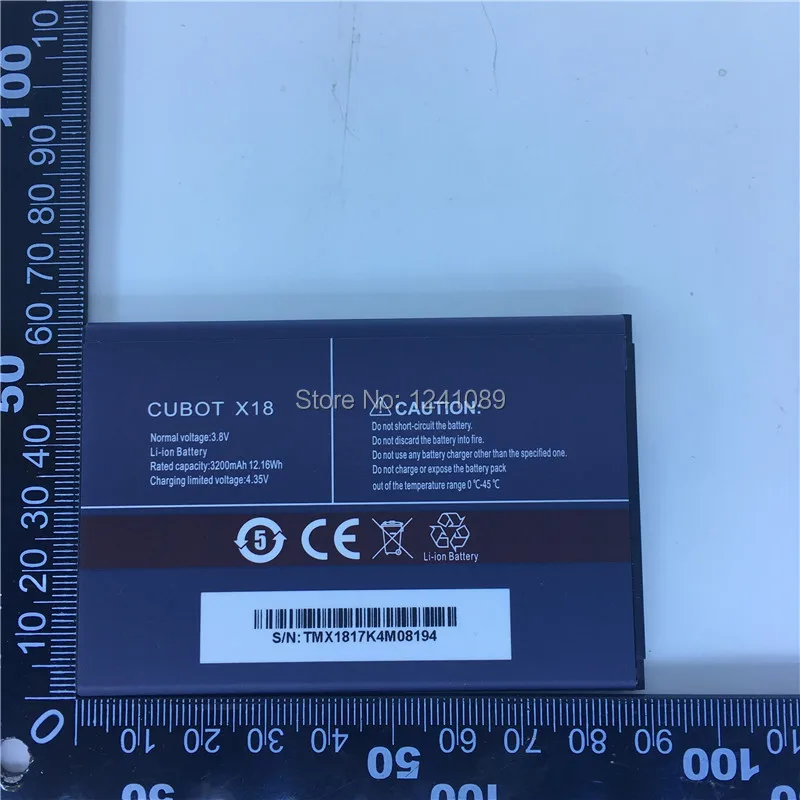 Store No: 1241089
CUBOT X18
Normal voltage:3.8V
Li-ion Battery
Rated capacity:3200mAh 12.16Wh
Charging limited voltage:4.35V
CAUTION:
Do not short-circuit the battery.
Do not discard the battery into fire.
Do not use any battery charger other than the specified one.
Do not charge or expose the battery pack
out of the temperature range 0℃-45℃
5
CE
Li-ion Battery
S/N:TMX1817K4M08194
10
100
90
80
70
60
50
40
30
20
10
0
10
20
30
40
50
60
70
80
90
100
10